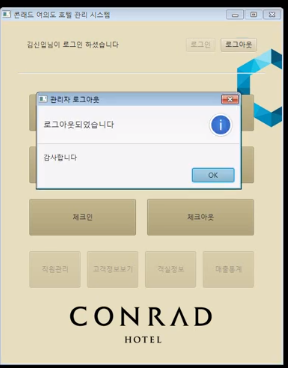 콘래드 여의도 호텔 관리 시스템
김신입님이 로그인 하셨습니다
로그인
로그아웃
관리자 로그아웃
로그아웃되었습니다
감사합니다
OK
체크인
체크아웃
직원관리
고객정보보기
객실정보
매출통계
CONRAD
HOTEL